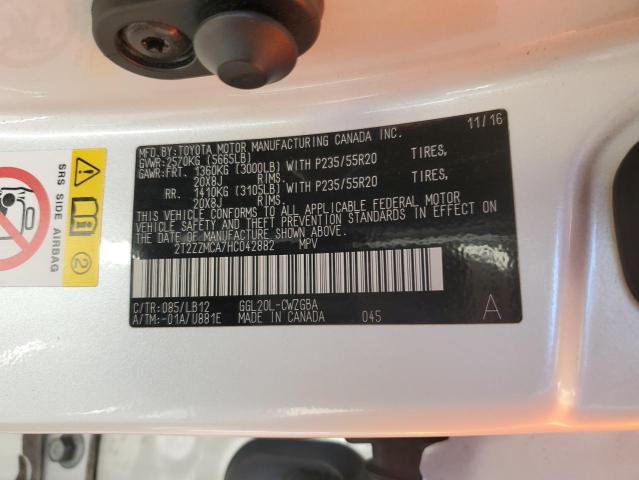 MFD.BY:TOYOTA MOTOR MANUFACTURING CANADA INC. 11/16
GVWR:2570KG (5665LB)
GAWR:FRT. 1360KG (3000LB) WITH P235/55R20 TIRES,
20X8J RIMS.
RR. 1410KG (3105LB) WITH P235/55R20 TIRES,
20X8J RIMS.
THIS VEHICLE CONFORMS TO ALL APPLICABLE FEDERAL MOTOR
VEHICLE SAFETY AND THEFT PREVENTION STANDARDS IN EFFECT
ON THE DATE OF MANUFACTURE SHOWN ABOVE.
2T2ZZMCA7HC042882 MPV
C/TR:085/LB12 GGL20L-CWZGBA
A/TM:-01A/U881E MADE IN CANADA 045 A
SRS SIDE AIRBAG
2